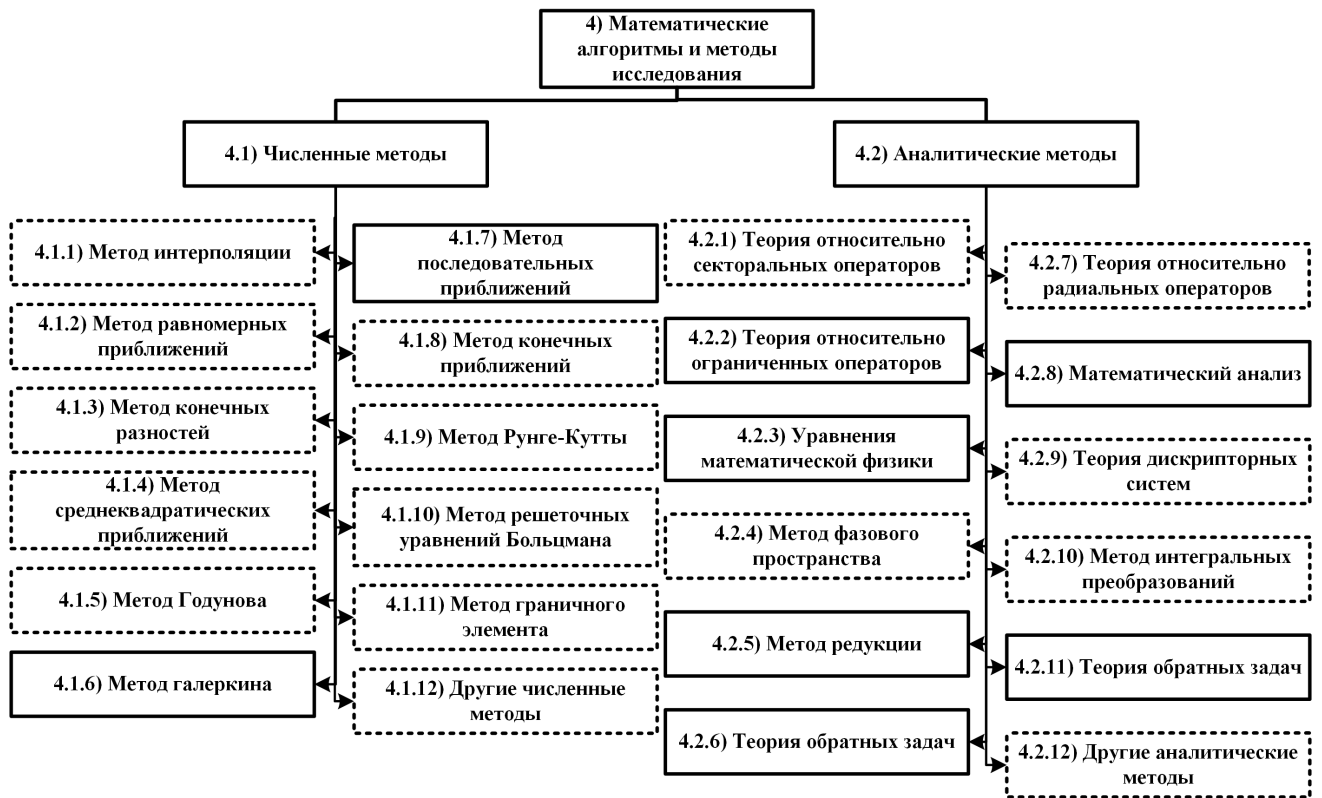 4) Математические
алгоритмы и методы
исследования
4.1) Численные методы
4.2) Аналитические методы
4.1.1) Метод интерполяции
4.1.2) Метод равномерных
приближений
4.1.3) Метод конечных
разностей
4.1.4) Метод
среднеквадратических
приближений
4.1.5) Метод Годунова
4.1.6) Метод галеркина
4.1.7) Метод
последовательных
приближений
4.1.8) Метод конечных
приближений
4.1.9) Метод Рунге-Кутты
4.1.10) Метод решеточных
уравнений Больцмана
4.1.11) Метод граничного
элемента
4.1.12) Другие численные
методы
4.2.1) Теория относительно
секторальных операторов
4.2.2) Теория относительно
ограниченных операторов
4.2.3) Уравнения
математической физики
4.2.4) Метод фазового
пространства
4.2.5) Метод редукции
4.2.6) Теория обратных задач
4.2.7) Теория относительно
радиальных операторов
4.2.8) Математический анализ
4.2.9) Теория дискрипторных
систем
4.2.10) Метод интегральных
преобразований
4.2.11) Теория обратных задач
4.2.12) Другие аналитические
методы